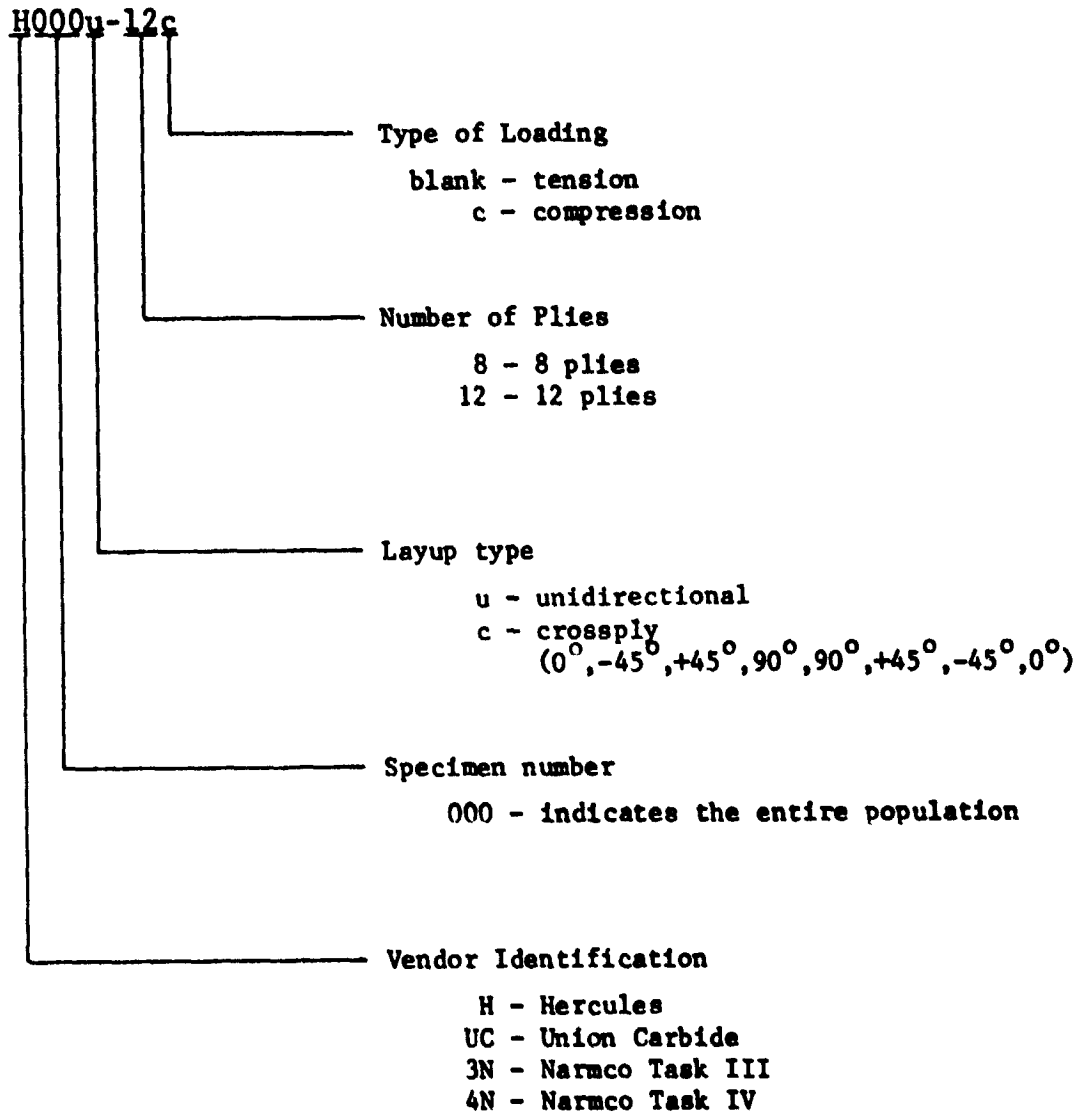 H000u-12c
Type of Loading
blank - tension
c - compression
Number of Plies
8 - 8 plies
12 - 12 plies
Layup type
u - unidirectional
c - crossply
(0°,-45°,+45°,90°,90°,+45°,-45°,0°)
Specimen number
000 - indicates the entire population
Vendor Identification
H - Hercules
UC - Union Carbide
3N - Narmco Task III
4N - Narmco Task IV